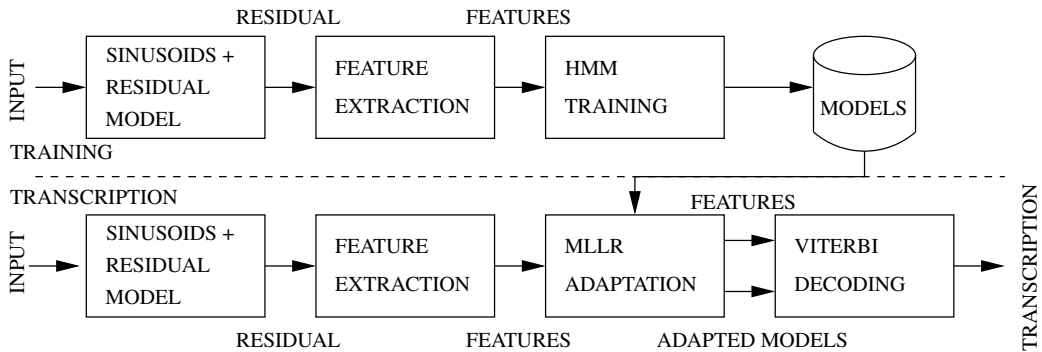 RESIDUAL
FEATURES
INPUT
SINUSOIDS +
RESIDUAL
MODEL
FEATURE
EXTRACTION
HMM
TRAINING
MODELS
TRAINING
TRANSCRIPTION
FEATURES
INPUT
SINUSOIDS +
RESIDUAL
MODEL
FEATURE
EXTRACTION
MLLR
ADAPTATION
VITERBI
DECODING
TRANSCRIPTION
RESIDUAL
FEATURES
ADAPTED MODELS